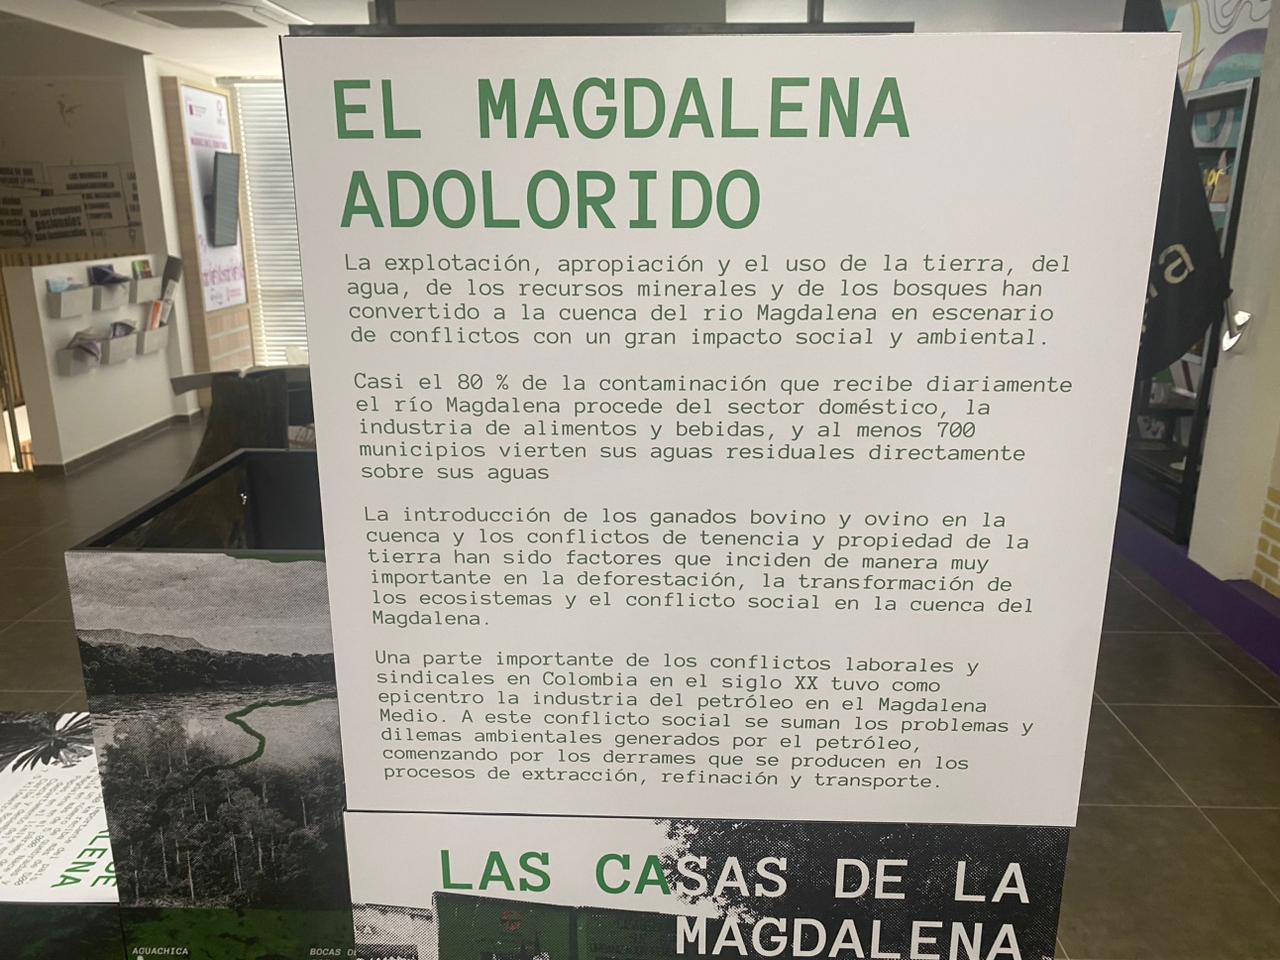 EL MAGDALENA
ADOLORIDO
La explotación, apropiación y el uso de la tierra, del
agua, de los recursos minerales y de los bosques han
convertido a la cuenca del rio Magdalena en escenario
de conflictos con un gran impacto social y ambiental.
Casi el 80 % de la contaminación que recibe diariamente
el río Magdalena procede del sector doméstico, la
industria de alimentos y bebidas, y al menos 700
municipios vierten sus aguas residuales directamente
sobre sus aguas
La introducción de los ganados bovino y ovino en la
cuenca y los conflictos de tenencia y propiedad de la
tierra han sido factores que inciden de manera muy
importante en la deforestación, la transformación de
los ecosistemas y el conflicto social en la cuenca del
Magdalena.
Una parte importante de los conflictos laborales y
sindicales en Colombia en el siglo XX tuvo como
epicentro la industria del petróleo en el Magdalena
Medio. A este conflicto social se suman los problemas y
dilemas ambientales generados por el petróleo,
comenzando por los derrames que se producen en los
procesos de extracción, refinación y transporte.
LAS CASAS DE LA
MAGDALENA
AGUACHICA
BOCAS DE